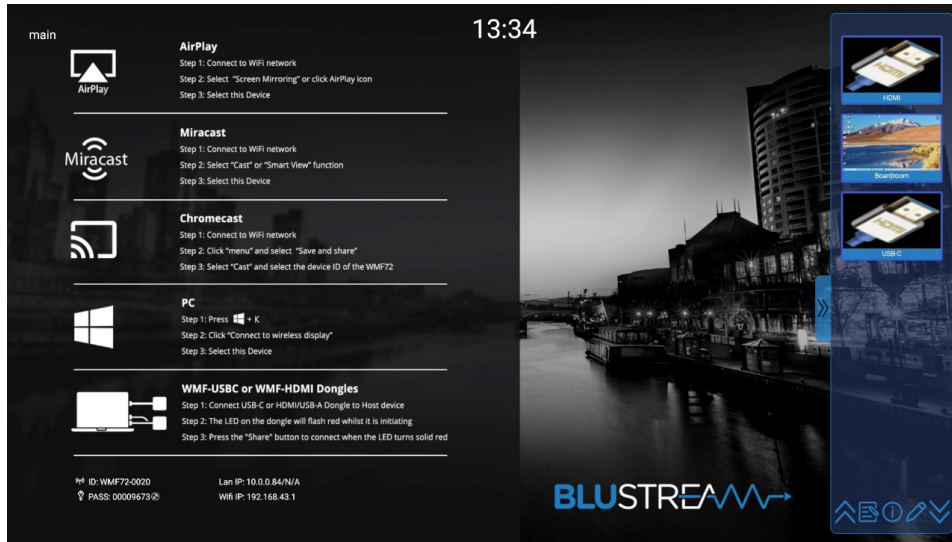 main
13:34
AirPlay
AirPlay
Step 1: Connect to WiFi network
Step 2: Select "Screen Mirroring" or click AirPlay icon
Step 3: Select this Device
Miracast
Miracast
Step 1: Connect to WiFi network
Step 2: Select "Cast" or "Smart View" function
Step 3: Select this Device
Chromecast
Step 1: Connect to WiFi network
Step 2: Click "menu" and select "Save and share"
Step 3: Select "Cast" and select the device ID of the WMF72
PC
Step 1: Press + K
Step 2: Click "Connect to wireless display"
Step 3: Select this Device
WMF-USBC or WMF-HDMI Dongles
Step 1: Connect USB-C or HDMI/USB-A Dongle to Host device
Step 2: The LED on the dongle will flash red whilst it is initiating
Step 3: Press the "Share" button to connect when the LED turns solid red
ID: WMF72-0020
Lan IP: 10.0.0.84/N/A
PASS: 00009673
Wifi IP: 192.168.43.1
BLUSTREAM
HDMI
HDMI
Boardroom
HDMI
USB-C